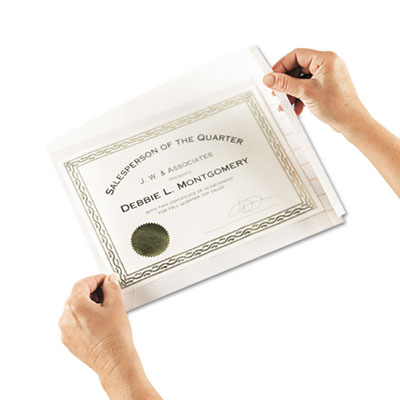 SALESPERSON OF THE QUARTER
J. W. & ASSOCIATES
PRESENTS
DEBBIE L. MONTGOMERY
WITH THIS CERTIFICATE OF ACHIEVEMENT
FOR FALL QUARTER TOP SALES